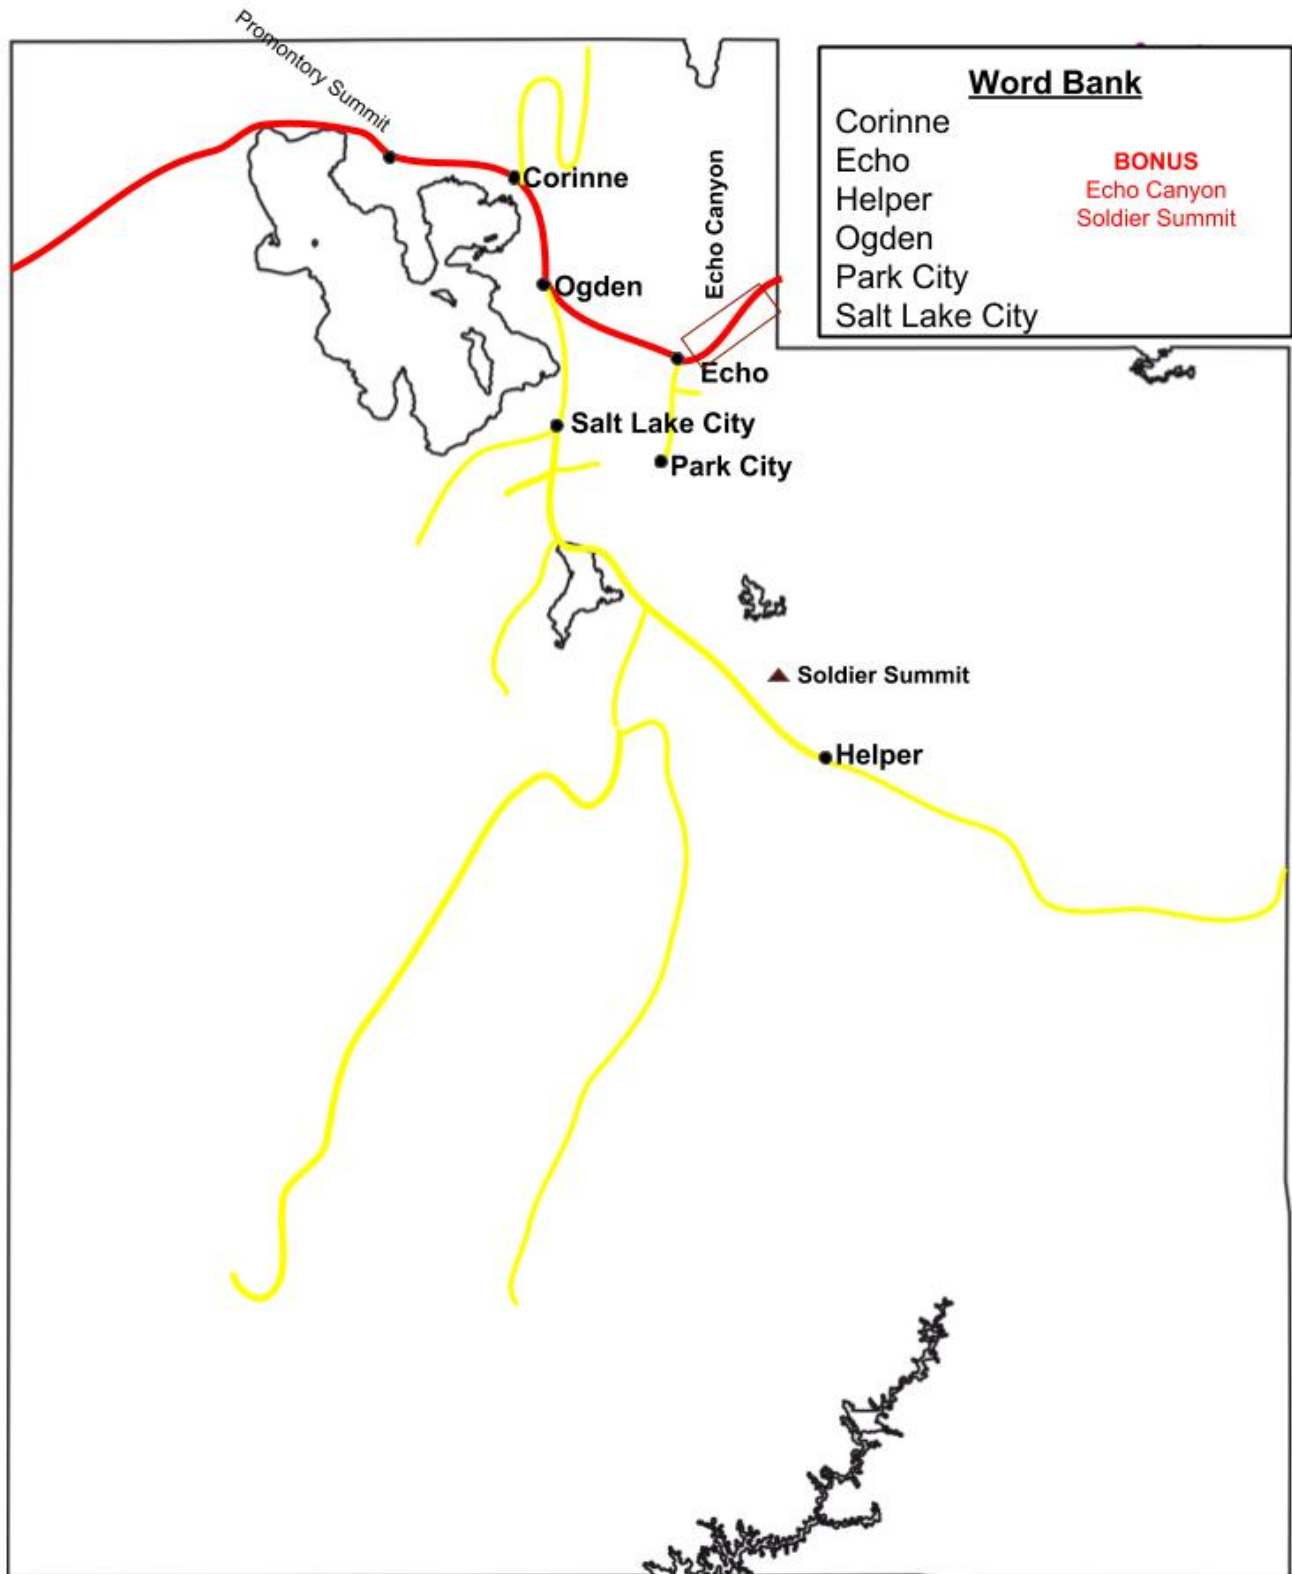 Promontory Summit
Word Bank
Corinne
Echo
Helper
Ogden
Park City
Salt Lake City
BONUS
Echo Canyon
Soldier Summit
Corinne
Echo Canyon
Ogden
Echo
Salt Lake City
Park City
Soldier Summit
Helper